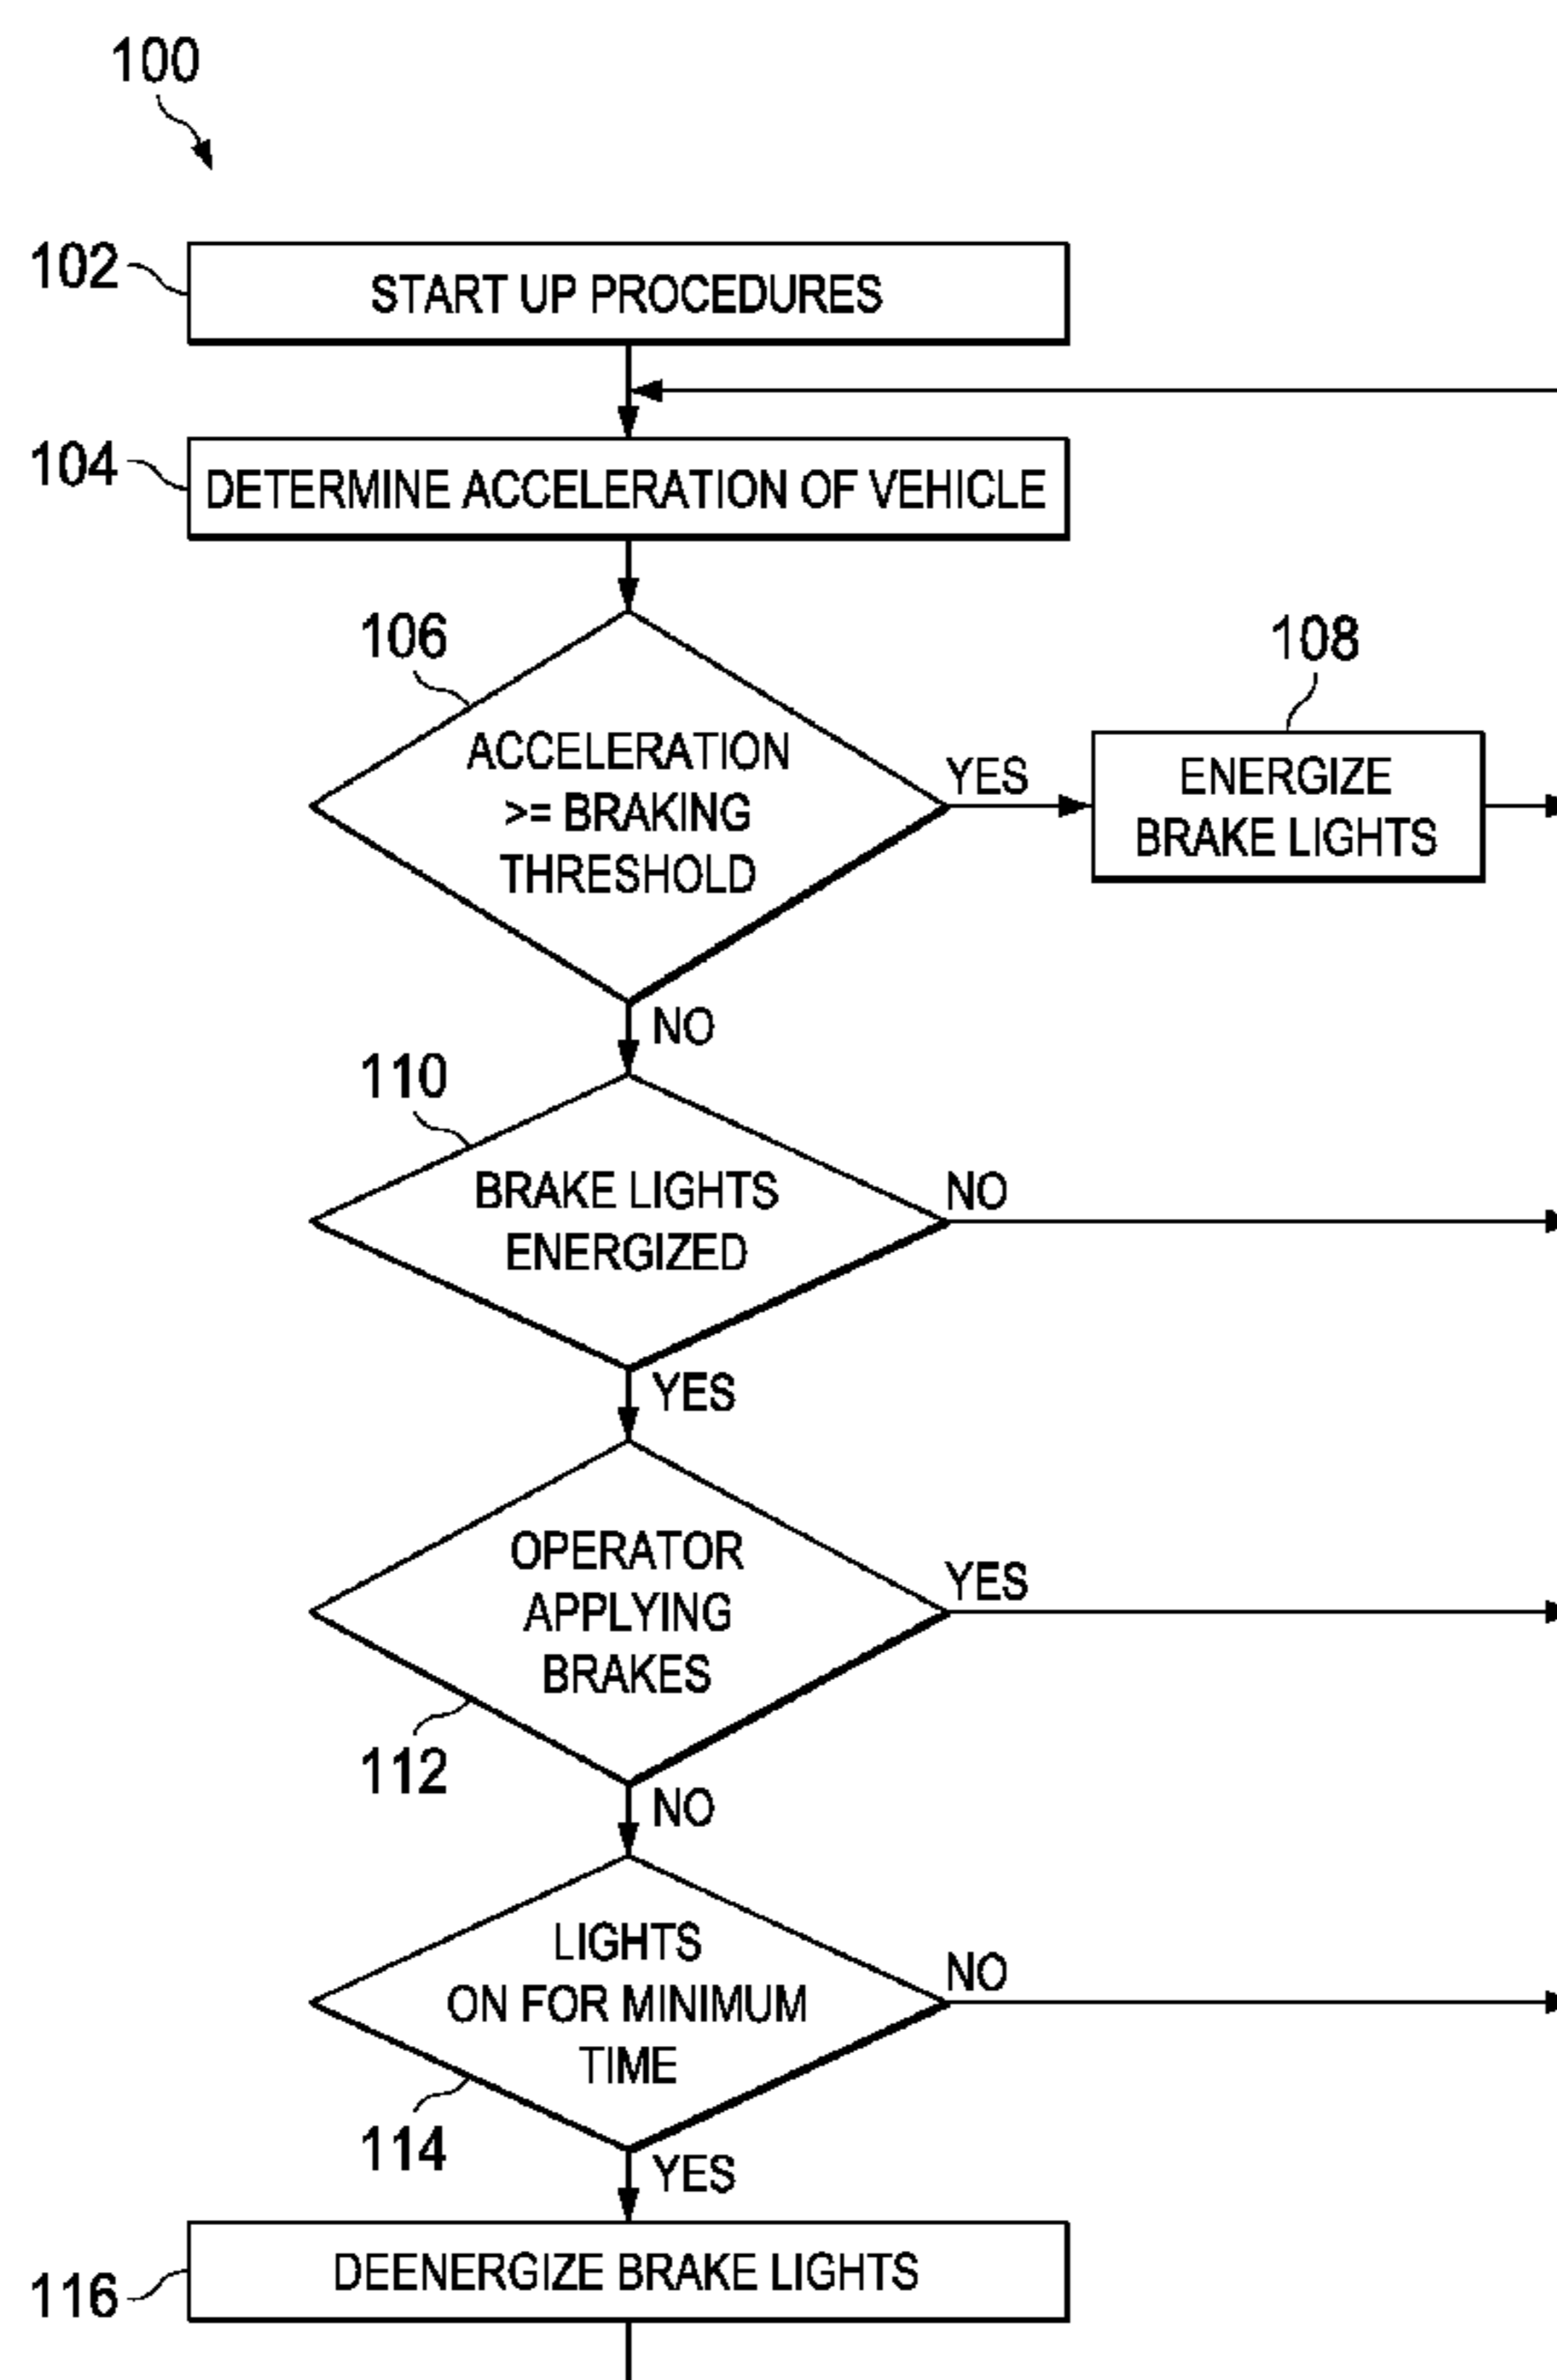 100
102
START UP PROCEDURES
104
DETERMINE ACCELERATION OF VEHICLE
106
108
ACCELERATION
>= BRAKING
THRESHOLD
YES
ENERGIZE
BRAKE LIGHTS
NO
110
BRAKE LIGHTS
ENERGIZED
NO
YES
OPERATOR
APPLYING
BRAKES
YES
112
NO
LIGHTS
ON FOR MINIMUM
TIME
NO
114
YES
DEENERGIZE BRAKE LIGHTS
116